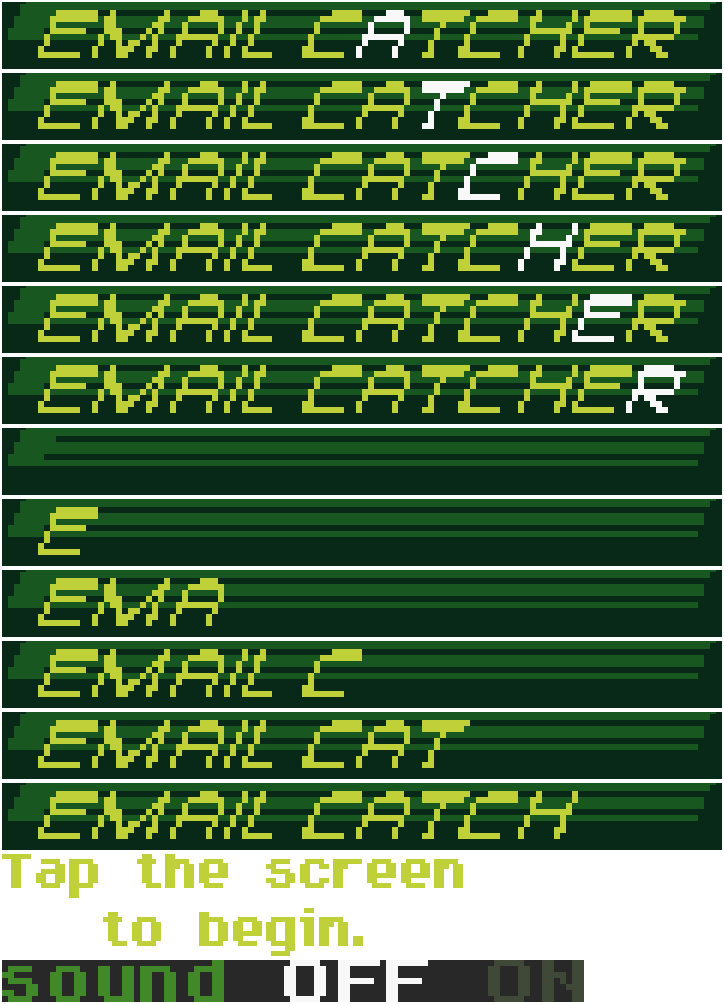 EMAIL CATCHER
EMAIL CATCHER
EMAIL CATCHER
EMAIL CATCHER
EMAIL CATCHER
EMAIL CATCHER
E
EMA
EMAIL C
EMAIL CAT
EMAIL CATCH
Tap the screen
to begin.
sound OFF ON